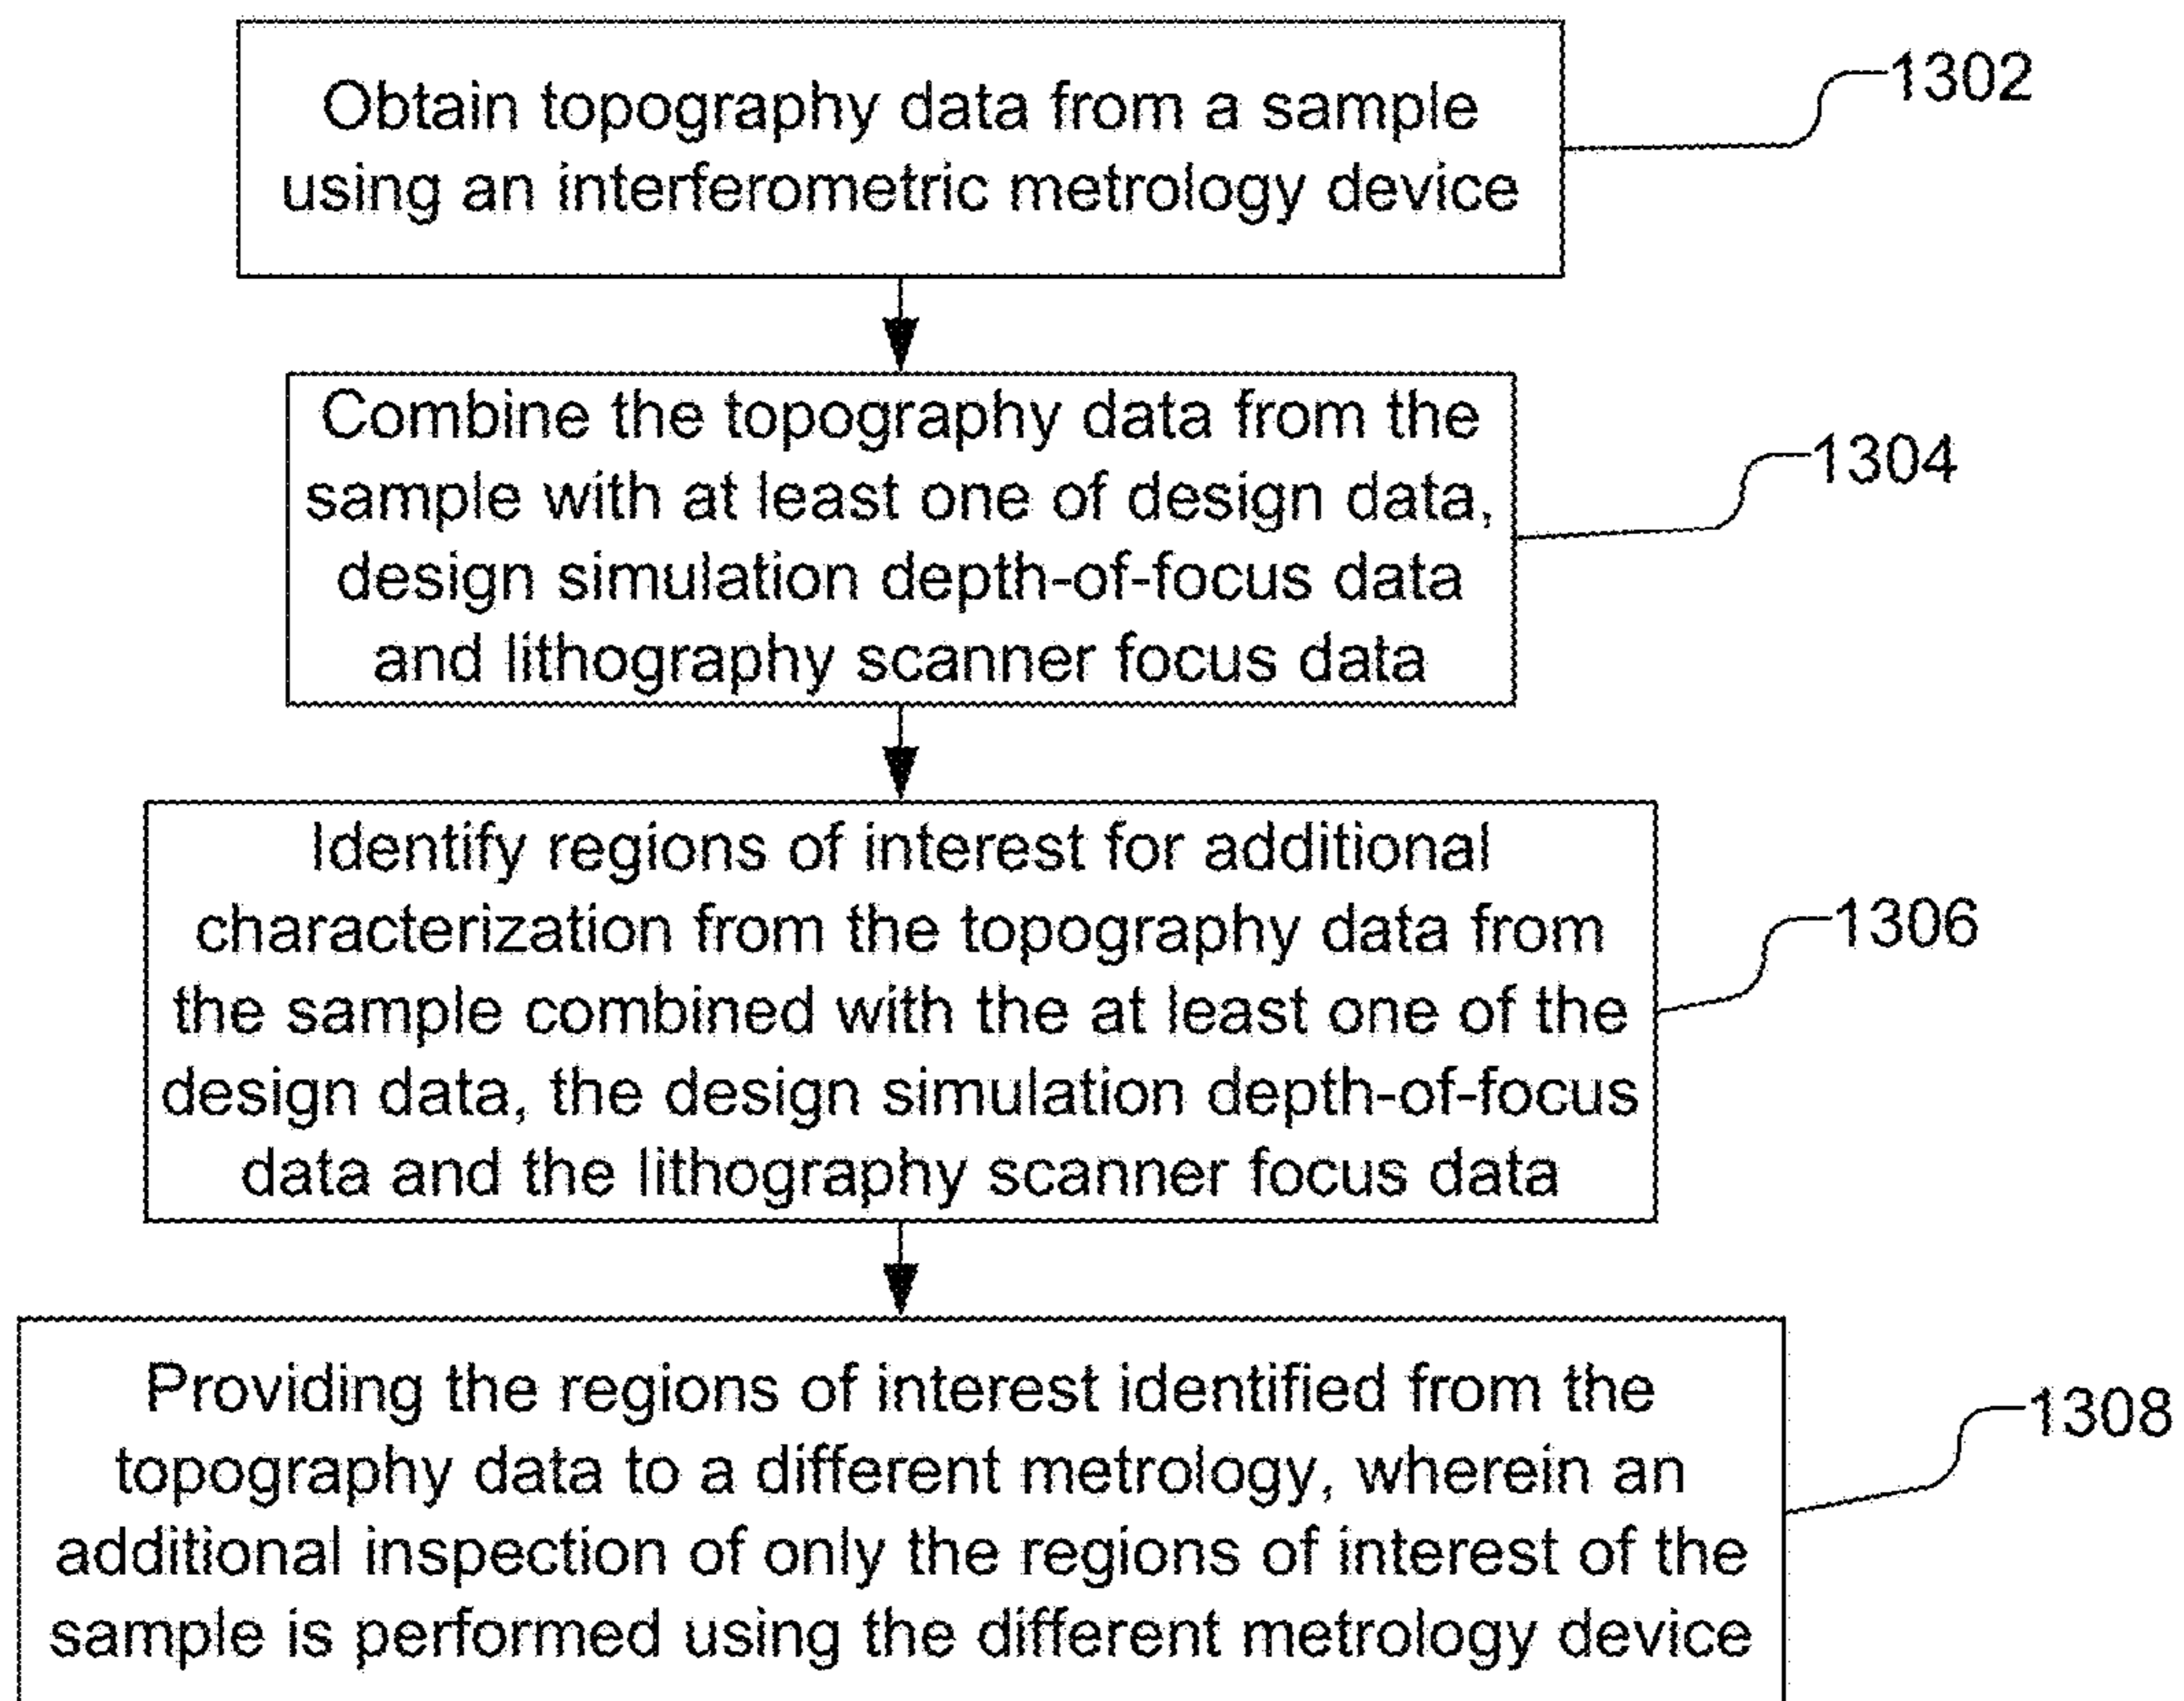 Obtain topography data from a sample
using an interferometric metrology device
1302
Combine the topography data from the
sample with at least one of design data,
design simulation depth-of-focus data
and lithography scanner focus data
1304
Identify regions of interest for additional
characterization from the topography data from
the sample combined with the at least one of the
design data, the design simulation depth-of-focus
data and the lithography scanner focus data
1306
Providing the regions of interest identified from the
topography data to a different metrology, wherein an
additional inspection of only the regions of interest of the
sample is performed using the different metrology device
1308